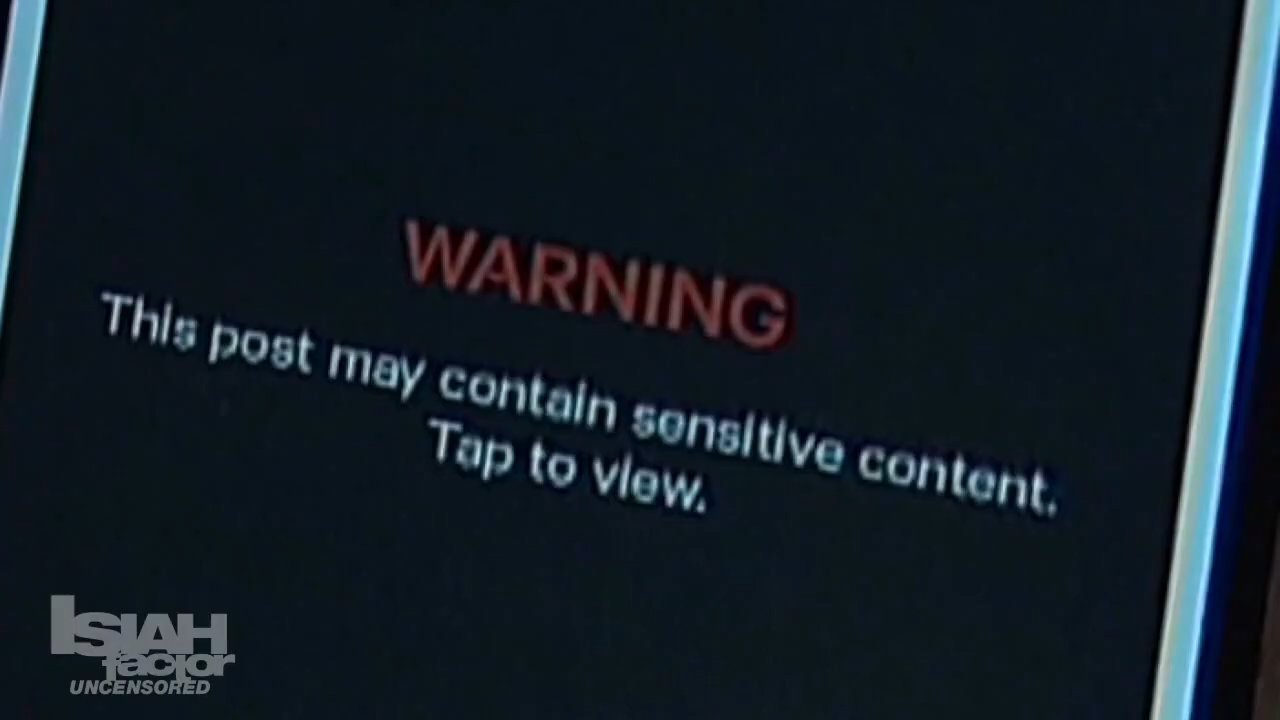 WARNING
This post may contain sensitive content.
Tap to view.
ISIAH
factor
UNCENSORED